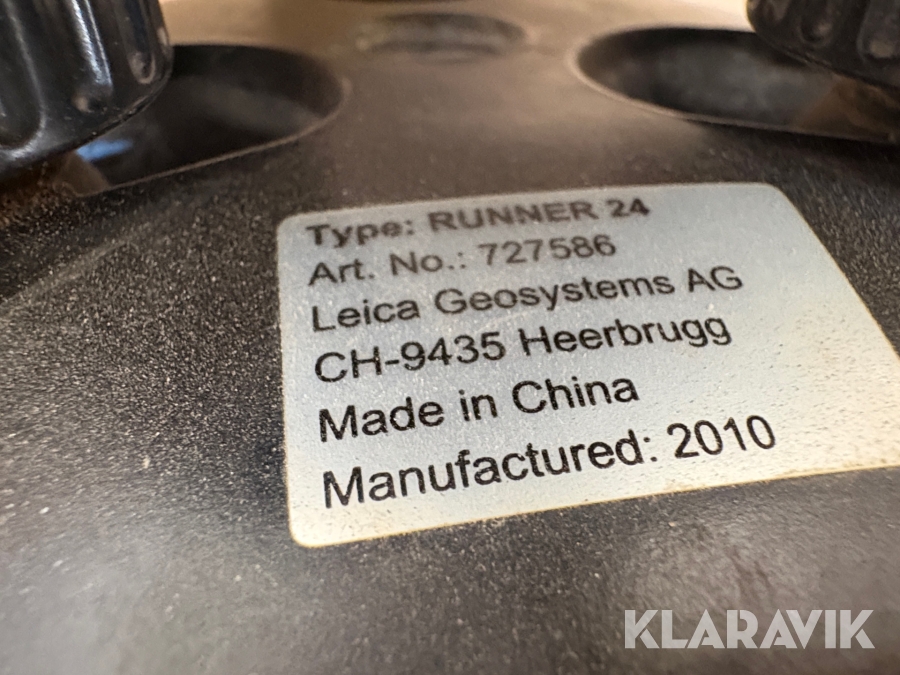 Type: RUNNER 24
Art. No.: 727586
Leica Geosystems AG
CH-9435 Heerbrugg
Made in China
Manufactured: 2010
KLARAVIK